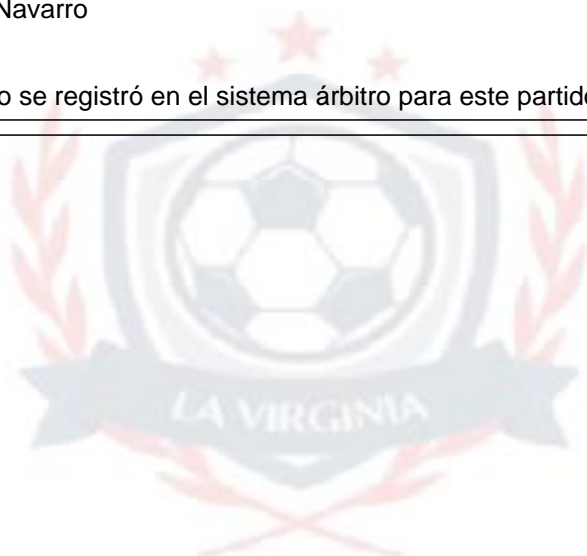 Navarro
o se registró en el sistema árbitro para este partido
LA VIRGINIA